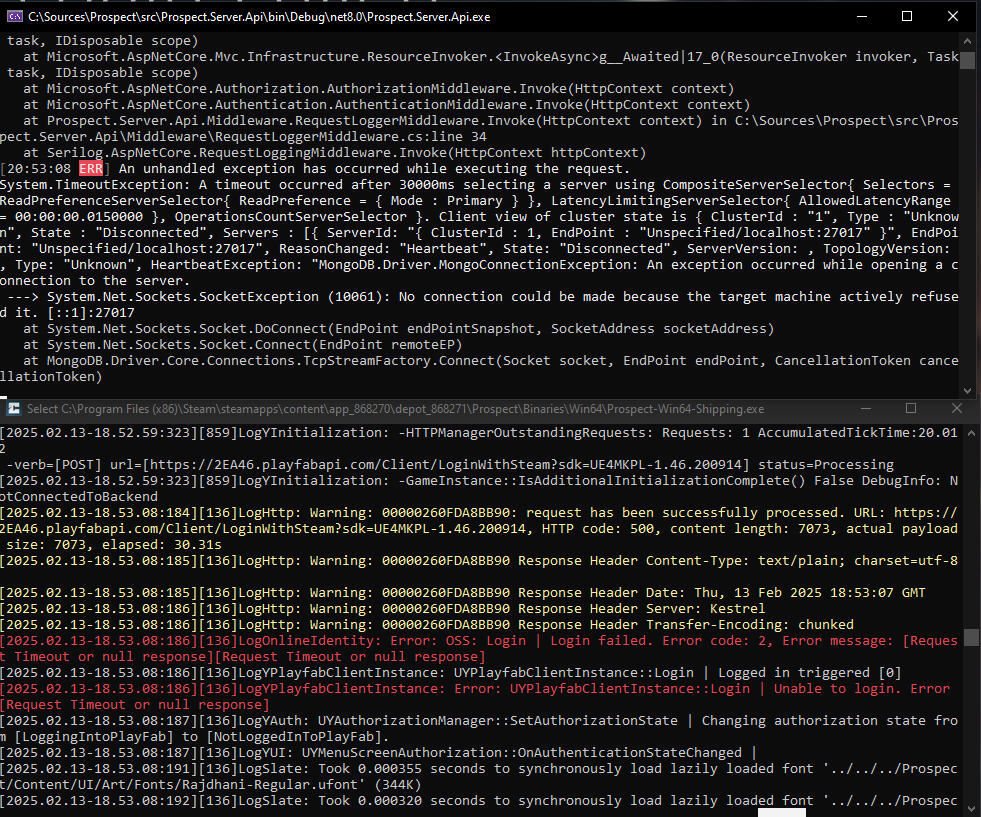 C:\Sources\Prospect\src\Prospect.Server.Api\bin\Debug\net8.0\Prospect.Server.Api.exe
task, IDisposable scope)
at Microsoft.AspNetCore.Mvc.Infrastructure.ResourceInvoker.<InvokeAsync>g__Awaited|17_0(ResourceInvoker invoker, Task
task, IDisposable scope)
at Microsoft.AspNetCore.Authorization.AuthorizationMiddleware.Invoke(HttpContext context)
at Microsoft.AspNetCore.Authentication.AuthenticationMiddleware.Invoke(HttpContext context)
at Prospect.Server.Api.Middleware.RequestLoggerMiddleware.Invoke(HttpContext context) in C:\Sources\Prospect\src\Pros
pect.Server.Api\Middleware\RequestLoggerMiddleware.cs:line 34
at Serilog.AspNetCore.RequestLoggingMiddleware.Invoke(HttpContext httpContext)
[20:53:08 ERR] An unhandled exception has occurred while executing the request.
System.TimeoutException: A timeout occurred after 30000ms selecting a server using CompositeServerSelector{ Selectors =
ReadPreferenceServerSelector{ ReadPreference = { Mode : Primary } }, LatencyLimitingServerSelector{ AllowedLatencyRange
= 00:00:00.0150000 }, OperationsCountServerSelector }. Client view of cluster state is { ClusterId : "1", Type : "Unknow
n", State : "Disconnected", Servers : [{ ServerId: "{ ClusterId : 1, EndPoint : "Unspecified/localhost:27017" }", EndPoi
nt: "Unspecified/localhost:27017", ReasonChanged: "Heartbeat", State: "Disconnected", ServerVersion: , TopologyVersion:
, Type: "Unknown", HeartbeatException: "MongoDB.Driver.MongoConnectionException: An exception occurred while opening a c
onnection to the server.
---> System.Net.Sockets.SocketException (10061): No connection could be made because the target machine actively refuse
d it. [::1]:27017
at System.Net.Sockets.Socket.DoConnect(EndPoint endPointSnapshot, SocketAddress socketAddress)
at System.Net.Sockets.Socket.Connect(EndPoint remoteEP)
at MongoDB.Driver.Core.Connections.TcpStreamFactory.Connect(Socket socket, EndPoint endPoint, CancellationToken cance
llationToken)
Select C:\Program Files (x86)\Steam\steamapps\content\app_868270\depot_868271\Prospect\Binaries\Win64\Prospect-Win64-Shipping.exe
[2025.02.13-18.52.59:323][859]LogYInitialization: -HTTPManagerOutstandingRequests: Requests: 1 AccumulatedTickTime:20.01
2
-verb=[POST] url=[https://2EA46.playfabapi.com/Client/LoginWithSteam?sdk=UE4MKPL-1.46.200914] status=Processing
[2025.02.13-18.52.59:323][859]LogYInitialization: -GameInstance::IsAdditionalInitializationComplete() False DebugInfo: N
otConnectedToBackend
[2025.02.13-18.53.08:184][136]LogHttp: Warning: 00000260FDA8BB90: request has been successfully processed. URL: https://
2EA46.playfabapi.com/Client/LoginWithSteam?sdk=UE4MKPL-1.46.200914, HTTP code: 500, content length: 7073, actual payload
size: 7073, elapsed: 30.31s
[2025.02.13-18.53.08:185][136]LogHttp: Warning: 00000260FDA8BB90 Response Header Content-Type: text/plain; charset=utf-8
[2025.02.13-18.53.08:185][136]LogHttp: Warning: 00000260FDA8BB90 Response Header Date: Thu, 13 Feb 2025 18:53:07 GMT
[2025.02.13-18.53.08:186][136]LogHttp: Warning: 00000260FDA8BB90 Response Header Server: Kestrel
[2025.02.13-18.53.08:186][136]LogHttp: Warning: 00000260FDA8BB90 Response Header Transfer-Encoding: chunked
[2025.02.13-18.53.08:186][136]LogOnlineIdentity: Error: OSS: Login | Login failed. Error code: 2, Error message: [Reques
t Timeout or null response][Request Timeout or null response]
[2025.02.13-18.53.08:186][136]LogYPlayfabClientInstance: UYPlayfabClientInstance::Login | Logged in triggered [0]
[2025.02.13-18.53.08:186][136]LogYPlayfabClientInstance: Error: UYPlayfabClientInstance::Login | Unable to login. Error
[Request Timeout or null response]
[2025.02.13-18.53.08:187][136]LogYAuth: UYAuthorizationManager::SetAuthorizationState | Changing authorization state fro
m [LoggingIntoPlayFab] to [NotLoggedInToPlayFab].
[2025.02.13-18.53.08:187][136]LogYUI: UYMenuScreenAuthorization::OnAuthenticationStateChanged |
[2025.02.13-18.53.08:191][136]LogSlate: Took 0.000355 seconds to synchronously load lazily loaded font '../../../Prospec
t/Content/UI/Art/Fonts/Rajdhani-Regular.ufont' (344K)
[2025.02.13-18.53.08:192][136]LogSlate: Took 0.000320 seconds to synchronously load lazily loaded font '../../../Prospec